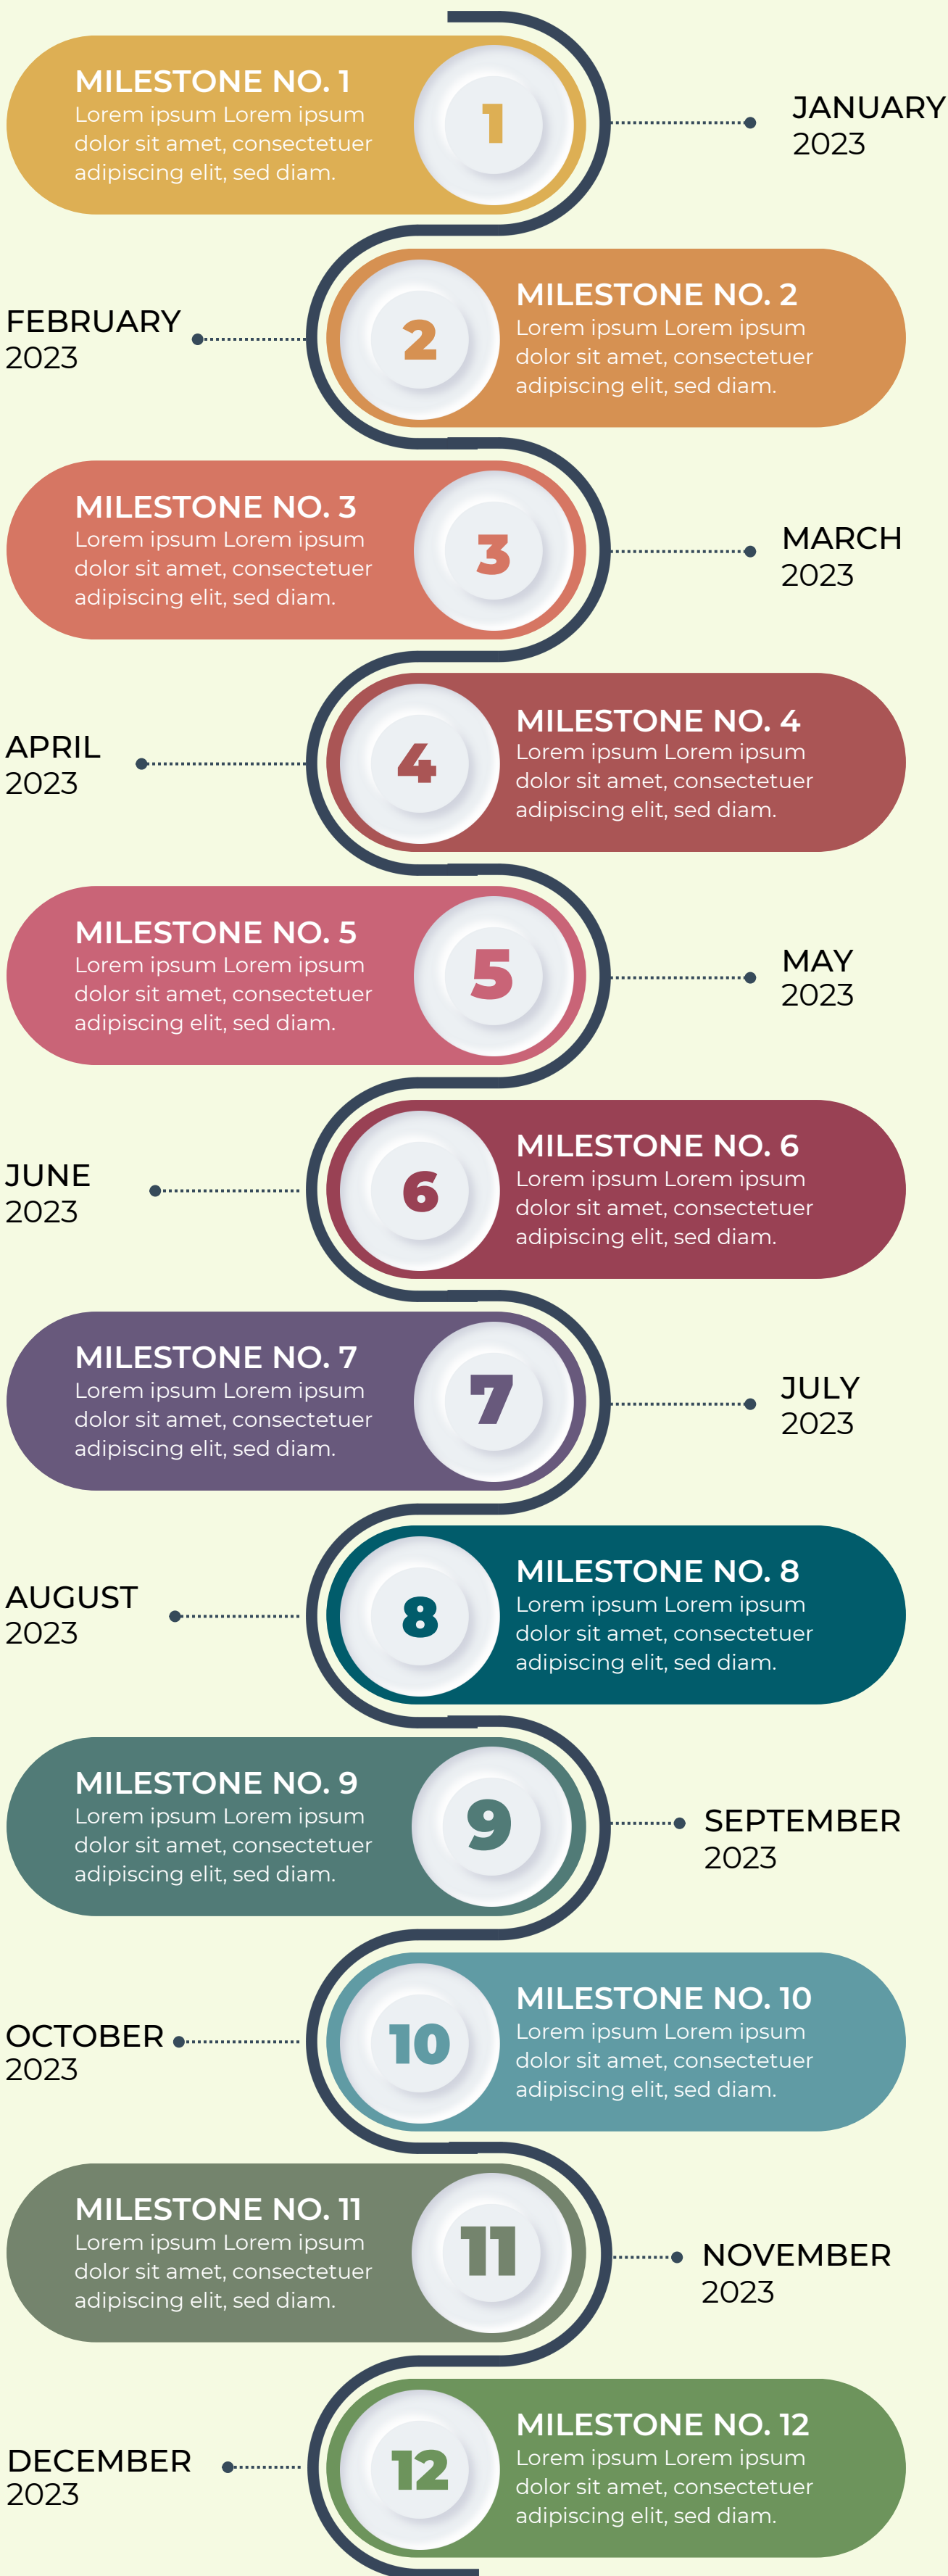 MILESTONE NO. 1
Lorem ipsum Lorem ipsum
dolor sit amet, consectetuer
adipiscing elit, sed diam.
1
JANUARY
2023
FEBRUARY
2023
2
MILESTONE NO. 2
Lorem ipsum Lorem ipsum
dolor sit amet, consectetuer
adipiscing elit, sed diam.
MILESTONE NO. 3
Lorem ipsum Lorem ipsum
dolor sit amet, consectetuer
adipiscing elit, sed diam.
3
MARCH
2023
APRIL
2023
4
MILESTONE NO. 4
Lorem ipsum Lorem ipsum
dolor sit amet, consectetuer
adipiscing elit, sed diam.
MILESTONE NO. 5
Lorem ipsum Lorem ipsum
dolor sit amet, consectetuer
adipiscing elit, sed diam.
5
MAY
2023
JUNE
2023
6
MILESTONE NO. 6
Lorem ipsum Lorem ipsum
dolor sit amet, consectetuer
adipiscing elit, sed diam.
MILESTONE NO. 7
Lorem ipsum Lorem ipsum
dolor sit amet, consectetuer
adipiscing elit, sed diam.
7
JULY
2023
AUGUST
2023
8
MILESTONE NO. 8
Lorem ipsum Lorem ipsum
dolor sit amet, consectetuer
adipiscing elit, sed diam.
MILESTONE NO. 9
Lorem ipsum Lorem ipsum
dolor sit amet, consectetuer
adipiscing elit, sed diam.
9
SEPTEMBER
2023
OCTOBER
2023
10
MILESTONE NO. 10
Lorem ipsum Lorem ipsum
dolor sit amet, consectetuer
adipiscing elit, sed diam.
MILESTONE NO. 11
Lorem ipsum Lorem ipsum
dolor sit amet, consectetuer
adipiscing elit, sed diam.
11
NOVEMBER
2023
DECEMBER
2023
12
MILESTONE NO. 12
Lorem ipsum Lorem ipsum
dolor sit amet, consectetuer
adipiscing elit, sed diam.